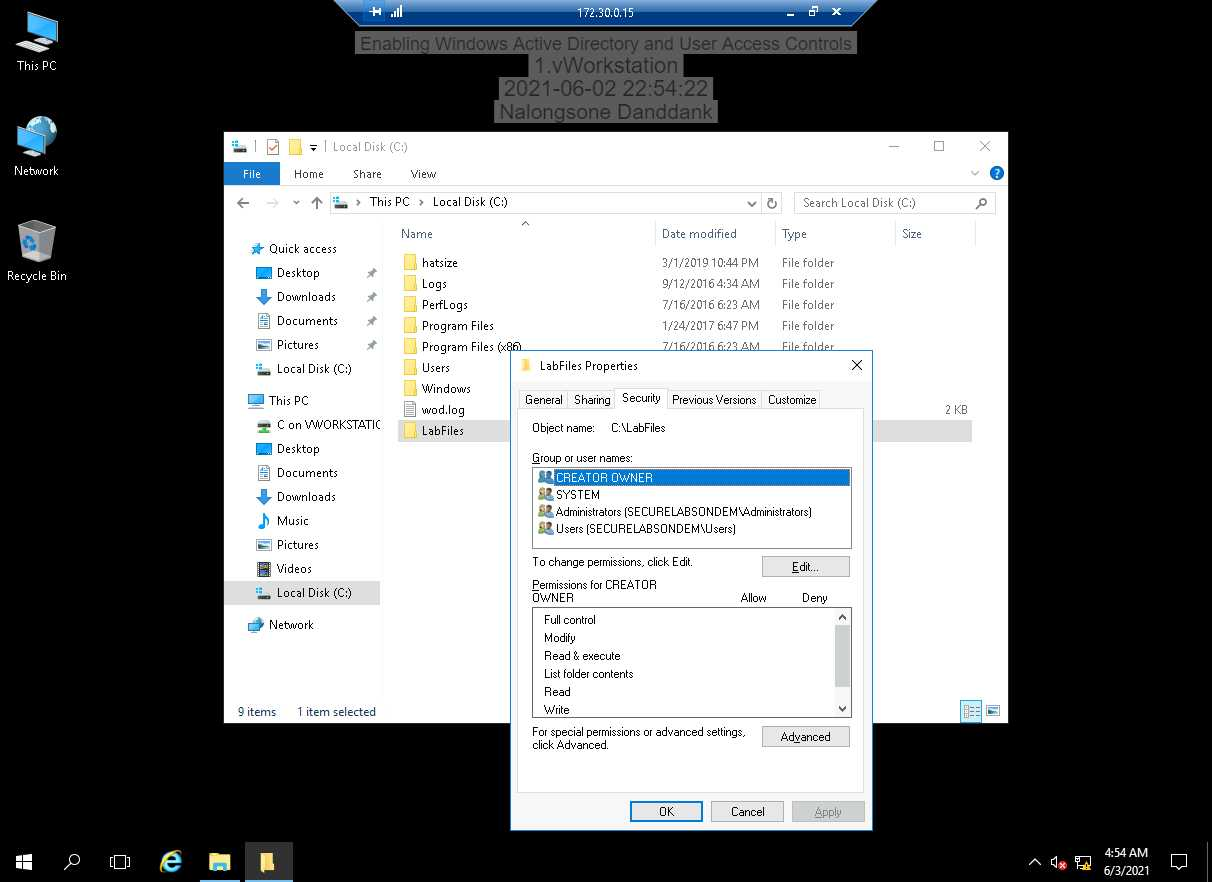 172.30.0.15
Enabling Windows Active Directory and User Access Controls
1.vWorkstation
2021-06-02 22:54:22
Nalongsone Danddank
This PC
Network
Recycle Bin
Local Disk (C:)
File Home Share View
This PC > Local Disk (C:)
Search Local Disk (C:)
Quick access
Desktop
Downloads
Documents
Pictures
Local Disk (C:)
This PC
C on VWORKSTATIC
Desktop
Documents
Downloads
Music
Pictures
Videos
Local Disk (C:)
Network
Name Date modified Type Size
hatsize 3/1/2019 10:44 PM File folder
Logs 9/12/2016 4:34 AM File folder
PerfLogs 7/16/2016 6:23 AM File folder
Program Files 1/24/2017 6:47 PM File folder
Program Files (x86) 7/16/2016 6:23 AM File folder
Users
Windows
wod.log 2 KB
LabFiles
9 items 1 item selected
LabFiles Properties
General Sharing Security Previous Versions Customize
Object name: C:\LabFiles
Group or user names:
CREATOR OWNER
SYSTEM
Administrators (SECURELABSONDEM\Administrators)
Users (SECURELABSONDEM\Users)
To change permissions, click Edit. Edit...
Permissions for CREATOR
OWNER Allow Deny
Full control
Modify
Read & execute
List folder contents
Read
Write
For special permissions or advanced settings,
click Advanced.
Advanced
OK Cancel Apply
4:54 AM
6/3/2021